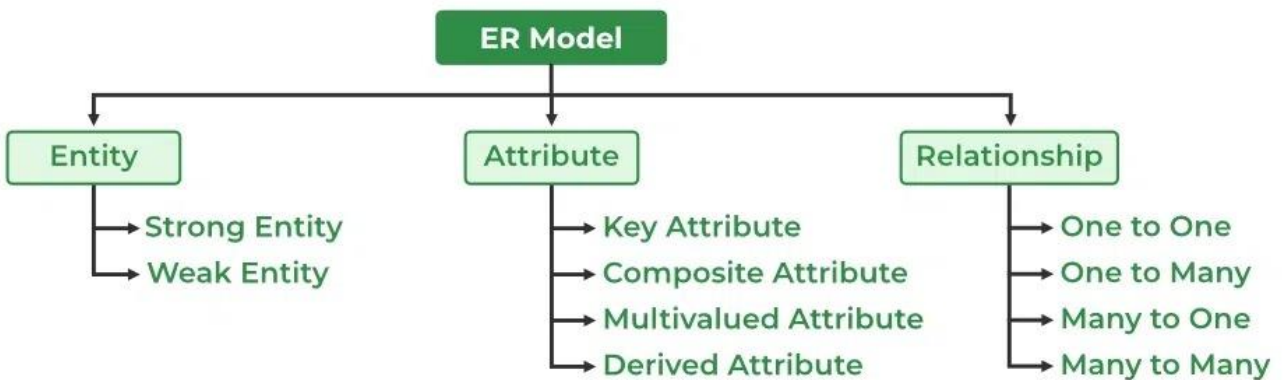 ER Model
Entity
Strong Entity
Weak Entity
Attribute
Key Attribute
Composite Attribute
Multivalued Attribute
Derived Attribute
Relationship
One to One
One to Many
Many to One
Many to Many